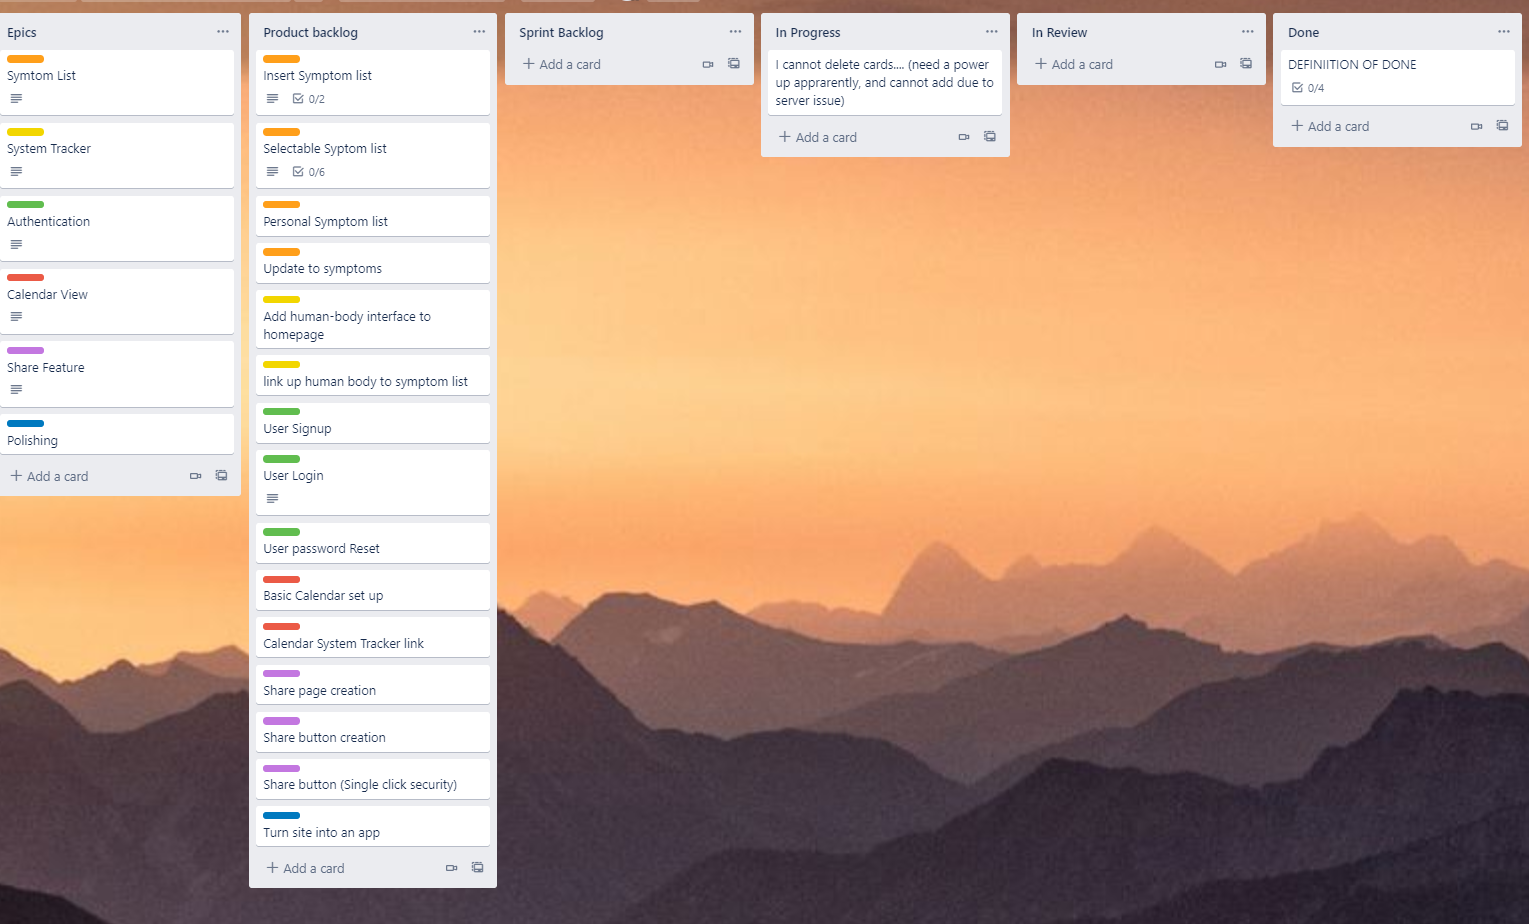 Epics
Symtom List
System Tracker
Authentication
Calendar View
Share Feature
Polishing
Add a card
Product backlog
Insert Symptom list
0/2
Selectable Syptom list
0/6
Personal Symptom list
Update to symptoms
Add human-body interface to
homepage
link up human body to symptom list
User Signup
User Login
User password Reset
Basic Calendar set up
Calendar System Tracker link
Share page creation
Share button creation
Share button (Single click security)
Turn site into an app
Add a card
Sprint Backlog
Add a card
In Progress
I cannot delete cards.... (need a power
up apprarently, and cannot add due to
server issue)
Add a card
In Review
Add a card
Done
DEFINIITION OF DONE
0/4
Add a card